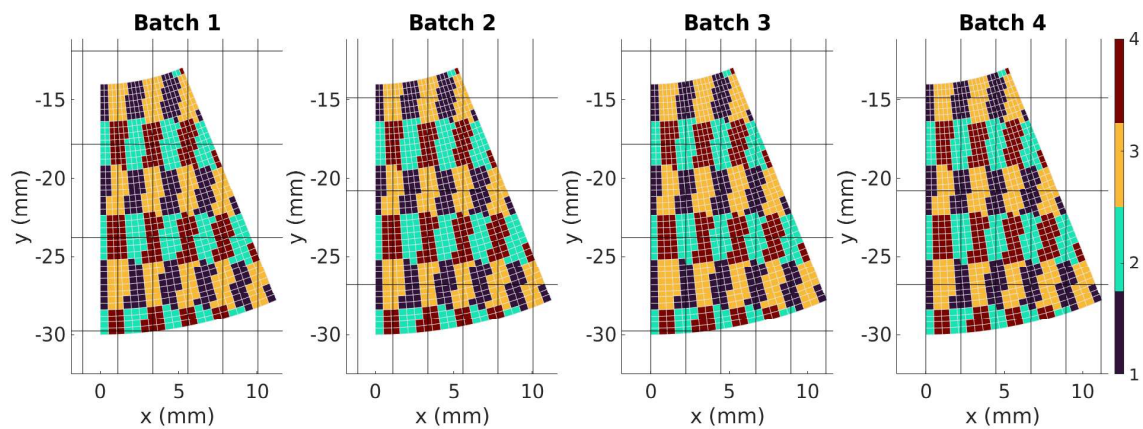 Batch 1 Batch 2 Batch 3 Batch 4
4
-15 -15 -15 -15
3
-20 -20 -20 -20
y (mm) y (mm) y (mm) y (mm)
2
-25 -25 -25 -25
-30 -30 -30 -30
1
0 5 10 0 5 10 0 5 10 0 5 10
x (mm) x (mm) x (mm) x (mm)